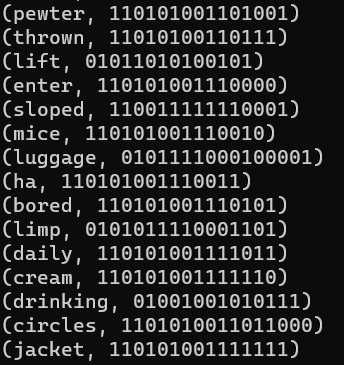 (pewter, 110101001101001)
(thrown, 11010100110111)
(lift, 01011010100101)
(enter, 110101001110000)
(sloped, 110011111110001)
(mice, 110101001110010)
(luggage, 0101111000100001)
(ha, 110101001110011)
(bored, 110101001110101)
(limp, 0101011110001101)
(daily, 110101001111011)
(cream, 110101001111110)
(drinking, 01001001010111)
(circles, 1101010011011000)
(jacket, 110101001111111)